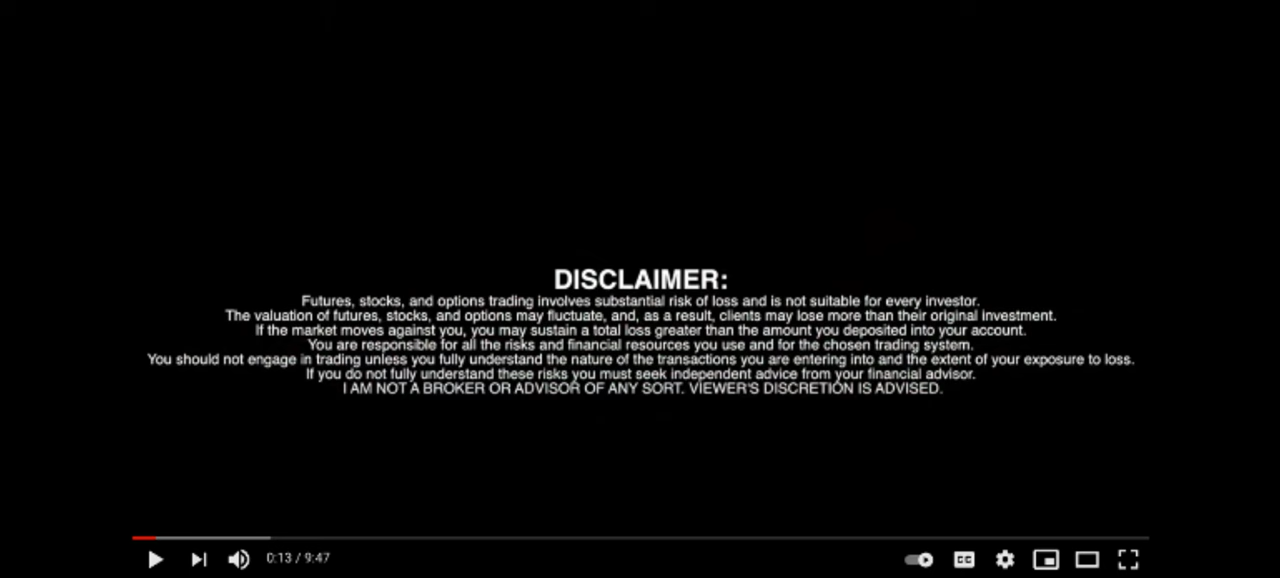 DISCLAIMER:
Futures, stocks, and options trading involves substantial risk of loss and is not suitable for every investor.
The valuation of futures, stocks, and options may fluctuate, and, as a result, clients may lose more than their original investment.
If the market moves against you, you may sustain a total loss greater than the amount you deposited into your account.
You are responsible for all the risks and financial resources you use and for the chosen trading system.
You should not engage in trading unless you fully understand the nature of the transactions you are entering into and the extent of your exposure to loss.
If you do not fully understand these risks you must seek independent advice from your financial advisor.
I AM NOT A BROKER OR ADVISOR OF ANY SORT. VIEWER'S DISCRETION IS ADVISED.
0:13 / 9:47 CC